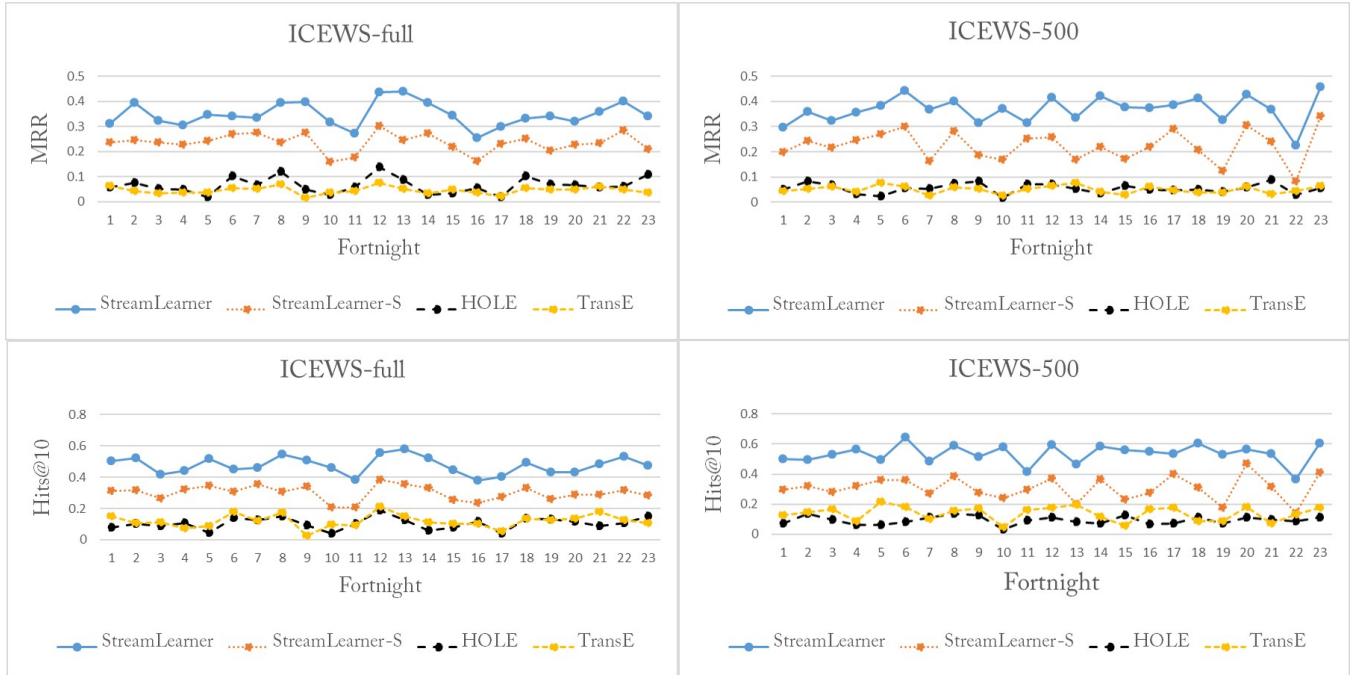 ICEWS-full
0.5
0.4
0.3
0.2
0.1
0
MRR
1 2 3 4 5 6 7 8 9 10 11 12 13 14 15 16 17 18 19 20 21 22 23
Fortnight
StreamLearner StreamLearner-S HOLE TransE
ICEWS-500
0.5
0.4
0.3
0.2
0.1
0
MRR
1 2 3 4 5 6 7 8 9 10 11 12 13 14 15 16 17 18 19 20 21 22 23
Fortnight
StreamLearner StreamLearner-S HOLE TransE
ICEWS-full
0.8
0.6
0.4
0.2
0
Hits@10
1 2 3 4 5 6 7 8 9 10 11 12 13 14 15 16 17 18 19 20 21 22 23
Fortnight
StreamLearner StreamLearner-S HOLE TransE
ICEWS-500
0.8
0.6
0.4
0.2
0
Hits@10
1 2 3 4 5 6 7 8 9 10 11 12 13 14 15 16 17 18 19 20 21 22 23
Fortnight
StreamLearner StreamLearner-S HOLE TransE